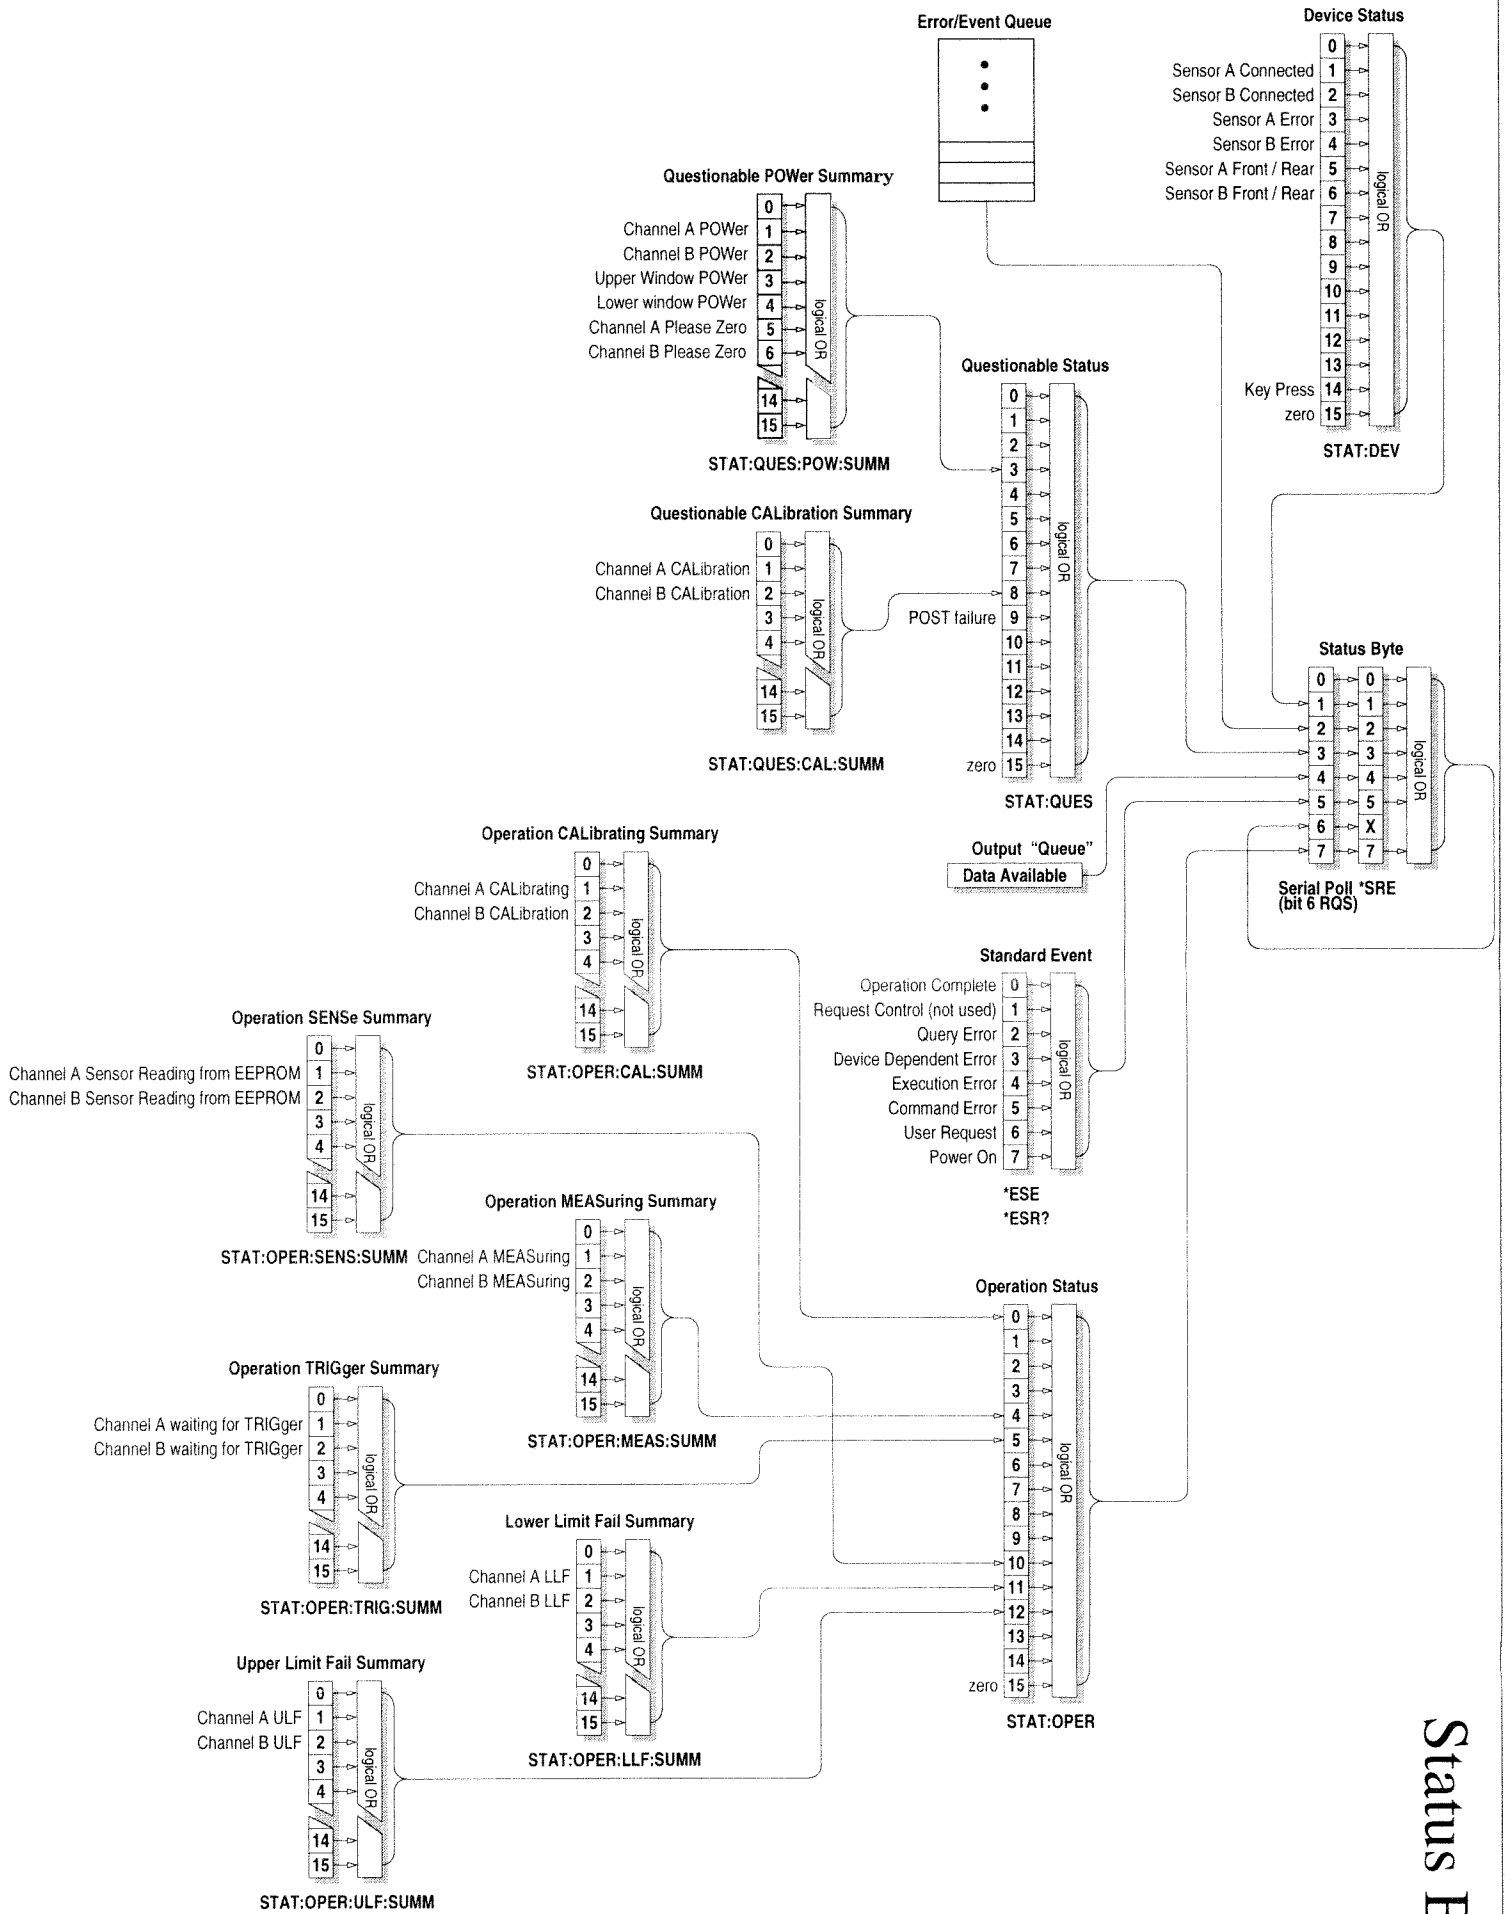 Error/Event Queue
Device Status
0
Sensor A Connected 1
Sensor B Connected 2
Sensor A Error 3
Sensor B Error 4
Sensor A Front / Rear 5
Sensor B Front / Rear 6
7
8
9
10
11
12
13
Key Press 14
zero 15
logical OR
STAT:DEV
Questionable POWer Summary
0
Channel A POWer 1
Channel B POWer 2
Upper Window POWer 3
Lower window POWer 4
Channel A Please Zero 5
Channel B Please Zero 6
14
15
logical OR
STAT:QUES:POW:SUMM
Questionable Status
0
1
2
3
4
5
6
7
8
POST failure 9
10
11
12
13
14
zero 15
logical OR
STAT:QUES
Questionable CALibration Summary
0
Channel A CALibration 1
Channel B CALibration 2
3
4
14
15
logical OR
STAT:QUES:CAL:SUMM
Status Byte
0 0
1 1
2 2
3 3
4 4
5 5
6 X
7 7
logical OR
Serial Poll *SRE
(bit 6 RQS)
Output "Queue"
Data Available
Operation CALibrating Summary
0
Channel A CALibrating 1
Channel B CALibration 2
3
4
14
15
logical OR
STAT:OPER:CAL:SUMM
Standard Event
Operation Complete 0
Request Control (not used) 1
Query Error 2
Device Dependent Error 3
Execution Error 4
Command Error 5
User Request 6
Power On 7
logical OR
*ESE
*ESR?
Operation SENSe Summary
0
Channel A Sensor Reading from EEPROM 1
Channel B Sensor Reading from EEPROM 2
3
4
14
15
logical OR
STAT:OPER:SENS:SUMM
Operation MEASuring Summary
0
Channel A MEASuring 1
Channel B MEASuring 2
3
4
14
15
logical OR
STAT:OPER:MEAS:SUMM
Operation Status
0
1
2
3
4
5
6
7
8
9
10
11
12
13
14
zero 15
logical OR
STAT:OPER
Operation TRIGger Summary
0
Channel A waiting for TRIGger 1
Channel B waiting for TRIGger 2
3
4
14
15
logical OR
STAT:OPER:TRIG:SUMM
Lower Limit Fail Summary
0
Channel A LLF 1
Channel B LLF 2
3
4
14
15
logical OR
STAT:OPER:LLF:SUMM
Upper Limit Fail Summary
0
Channel A ULF 1
Channel B ULF 2
3
4
14
15
logical OR
STAT:OPER:ULF:SUMM
Status